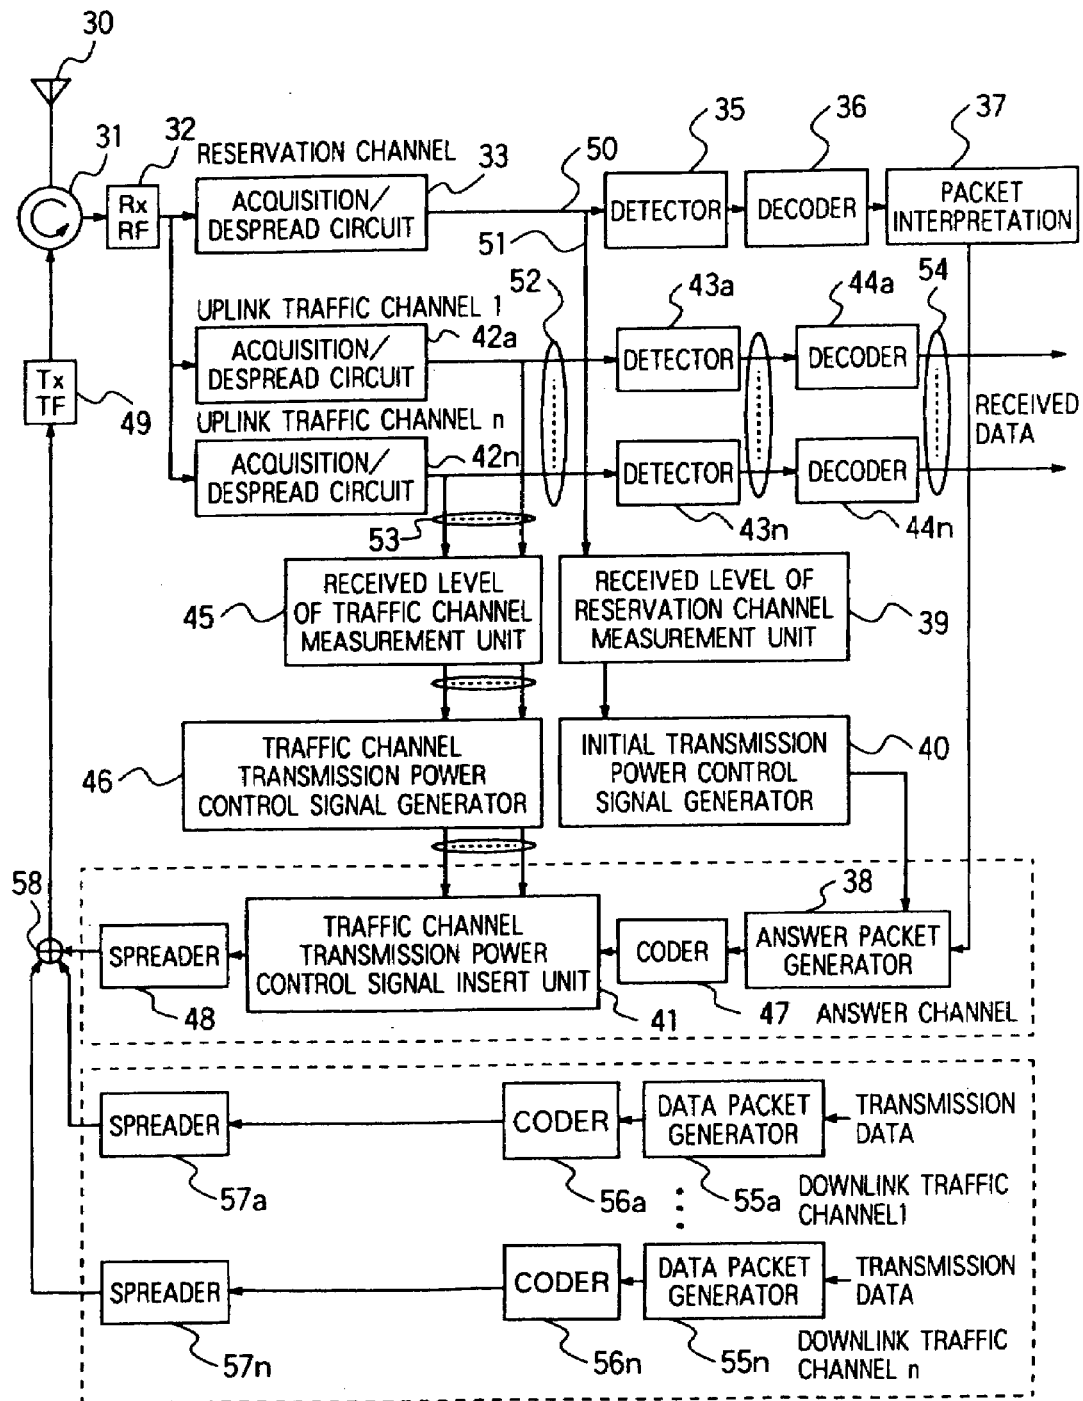 30
31
32
RESERVATION CHANNEL
33
50
35
36
37
Rx
RF
ACQUISITION/
DESPREAD CIRCUIT
DETECTOR
DECODER
PACKET
INTERPRETATION
51
52
43a
44a
54
UPLINK TRAFFIC CHANNEL 1
42a
ACQUISITION/
DESPREAD CIRCUIT
DETECTOR
DECODER
Tx
TF
49
UPLINK TRAFFIC CHANNEL n
42n
ACQUISITION/
DESPREAD CIRCUIT
DETECTOR
DECODER
RECEIVED
DATA
53
43n
44n
45
RECEIVED LEVEL
OF TRAFFIC CHANNEL
MEASUREMENT UNIT
RECEIVED LEVEL OF
RESERVATION CHANNEL
MEASUREMENT UNIT
39
46
TRAFFIC CHANNEL
TRANSMISSION POWER
CONTROL SIGNAL GENERATOR
INITIAL TRANSMISSION
POWER CONTROL
SIGNAL GENERATOR
40
58
38
SPREADER
48
TRAFFIC CHANNEL
TRANSMISSION POWER
CONTROL SIGNAL INSERT UNIT
41
CODER
47
ANSWER PACKET
GENERATOR
ANSWER CHANNEL
SPREADER
57a
CODER
56a
DATA PACKET
GENERATOR
55a
TRANSMISSION
DATA
DOWNLINK TRAFFIC
CHANNEL1
SPREADER
57n
CODER
56n
DATA PACKET
GENERATOR
55n
TRANSMISSION
DATA
DOWNLINK TRAFFIC
CHANNEL n